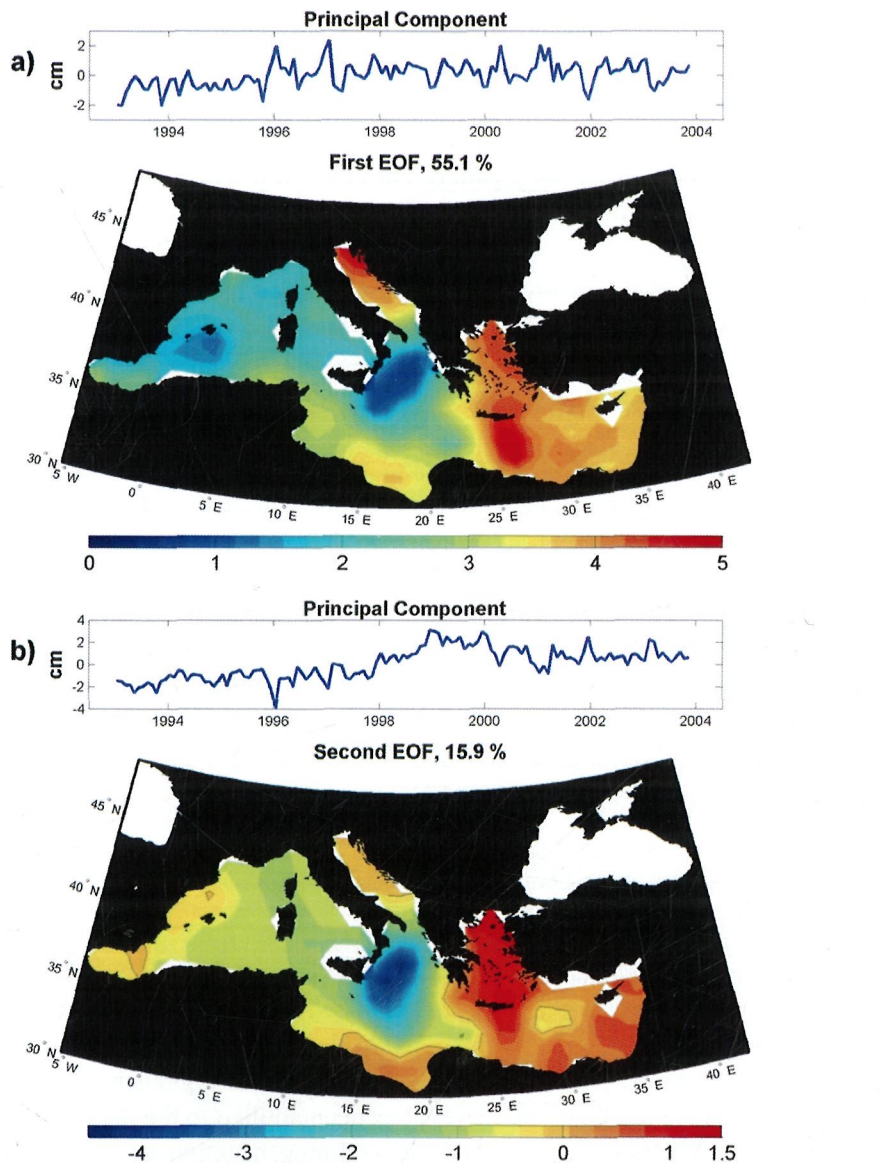 Principal Component
a)
cm
2
0
-2
1994 1996 1998 2000 2002 2004
First EOF, 55.1 %
45° N
40° N
35° N
30° N
5° W
0°
5° E
10° E
15° E
20° E
25° E
30° E
35° E
40° E
0 1 2 3 4 5
Principal Component
b)
cm
4
2
0
-2
-4
1994 1996 1998 2000 2002 2004
Second EOF, 15.9 %
45° N
40° N
35° N
30° N
5° W
0°
5° E
10° E
15° E
20° E
25° E
30° E
35° E
40° E
-4 -3 -2 -1 0 1 1.5